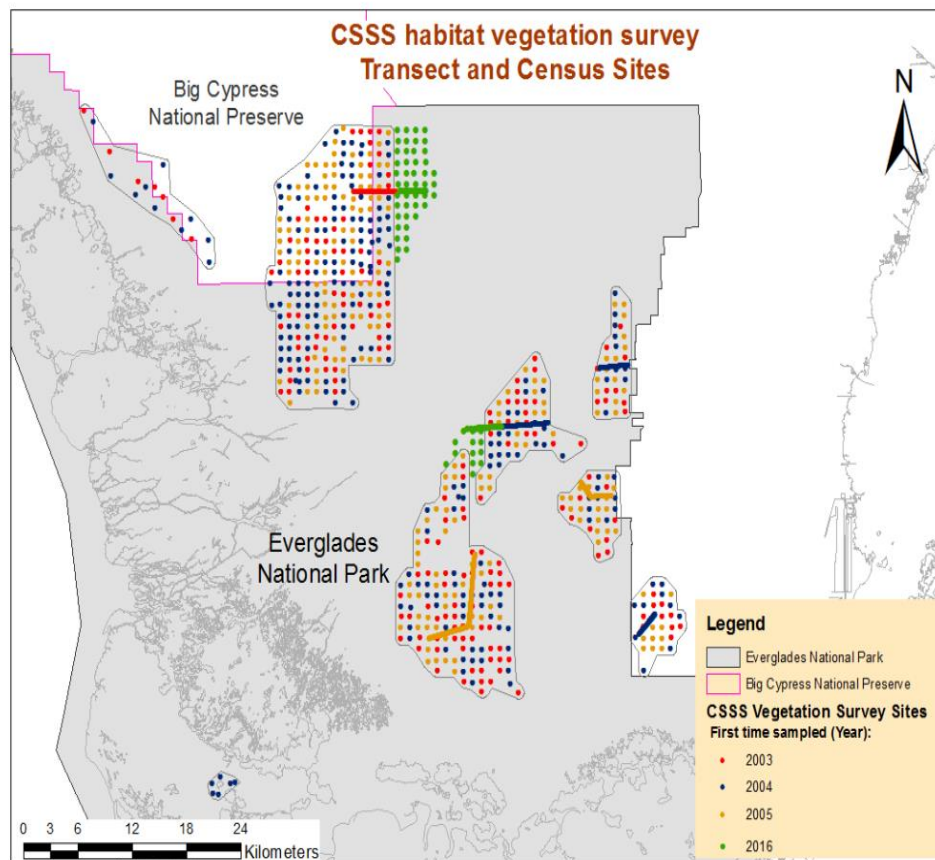 CSSS habitat vegetation survey
Transect and Census Sites
Big Cypress
National Preserve
N
Everglades
National Park
Legend
Everglades National Park
Big Cypress National Preserve
CSSS Vegetation Survey Sites
First time sampled (Year):
2003
2004
2005
2016
0 3 6 12 18 24
Kilometers